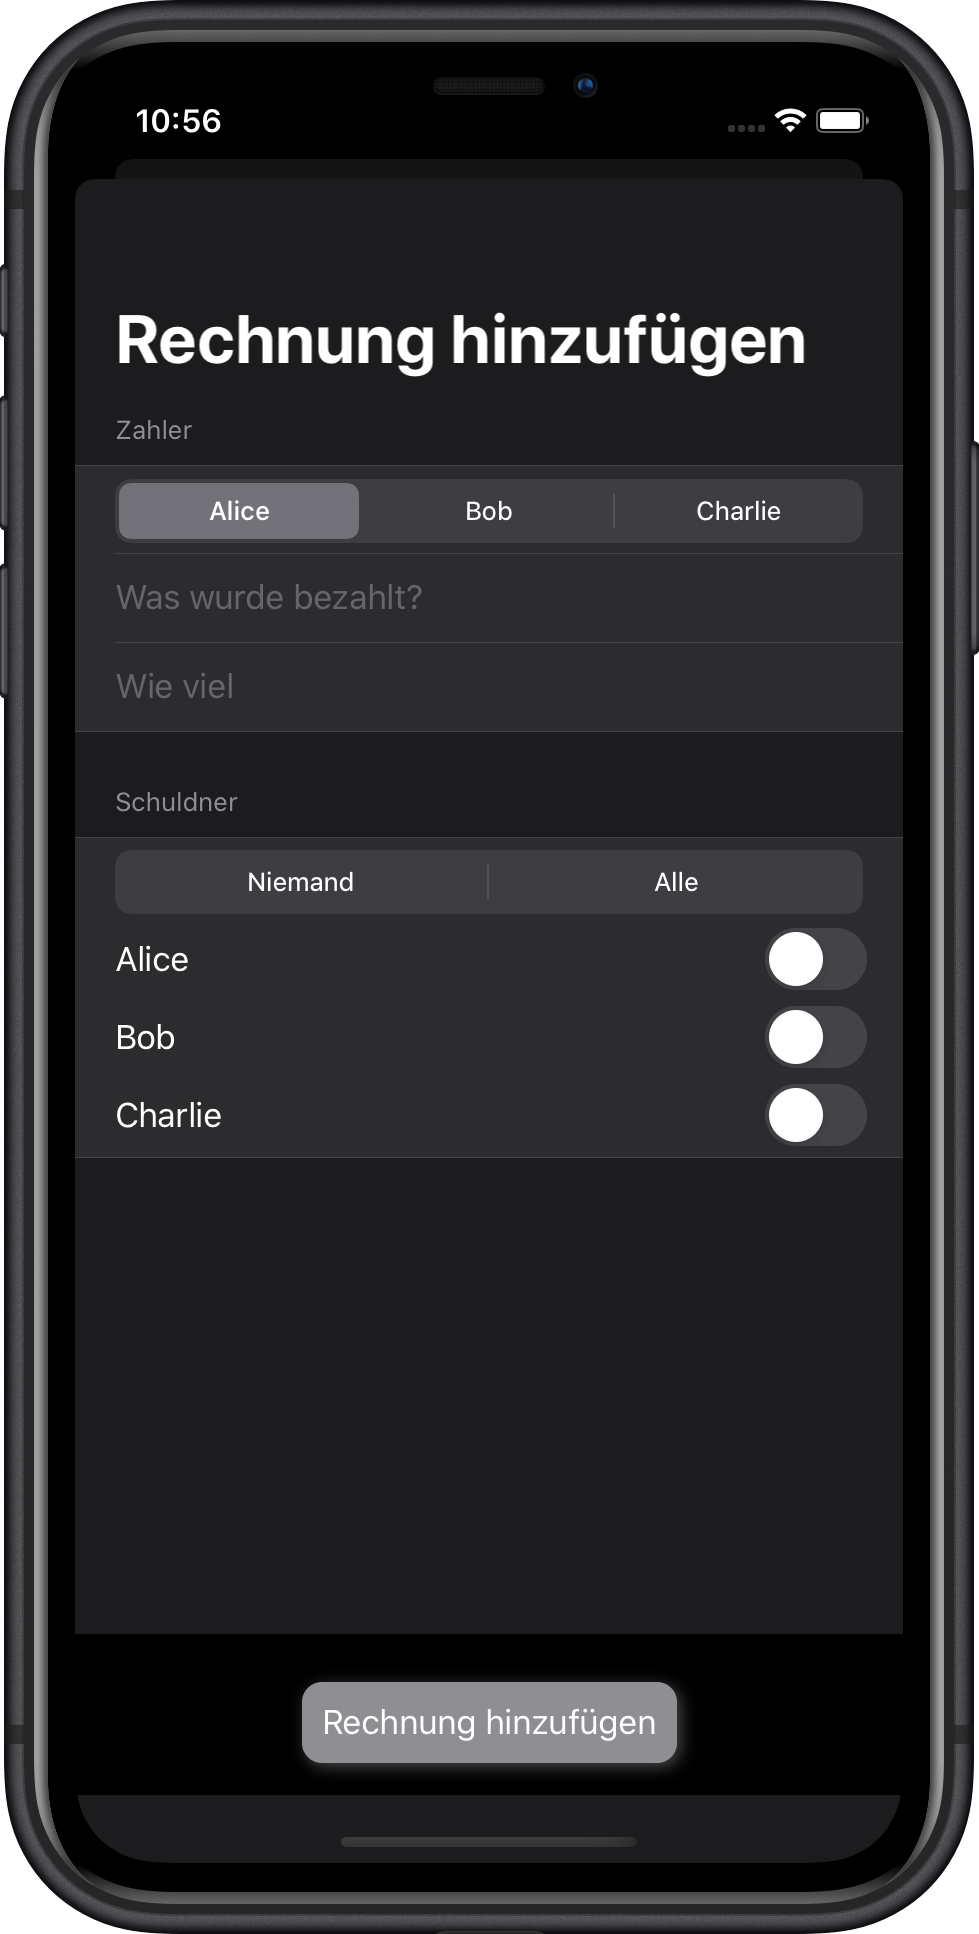 10:56
Rechnung hinzufügen
Zahler
Alice Bob Charlie
Was wurde bezahlt?
Wie viel
Schuldner
Niemand Alle
Alice
Bob
Charlie
Rechnung hinzufügen